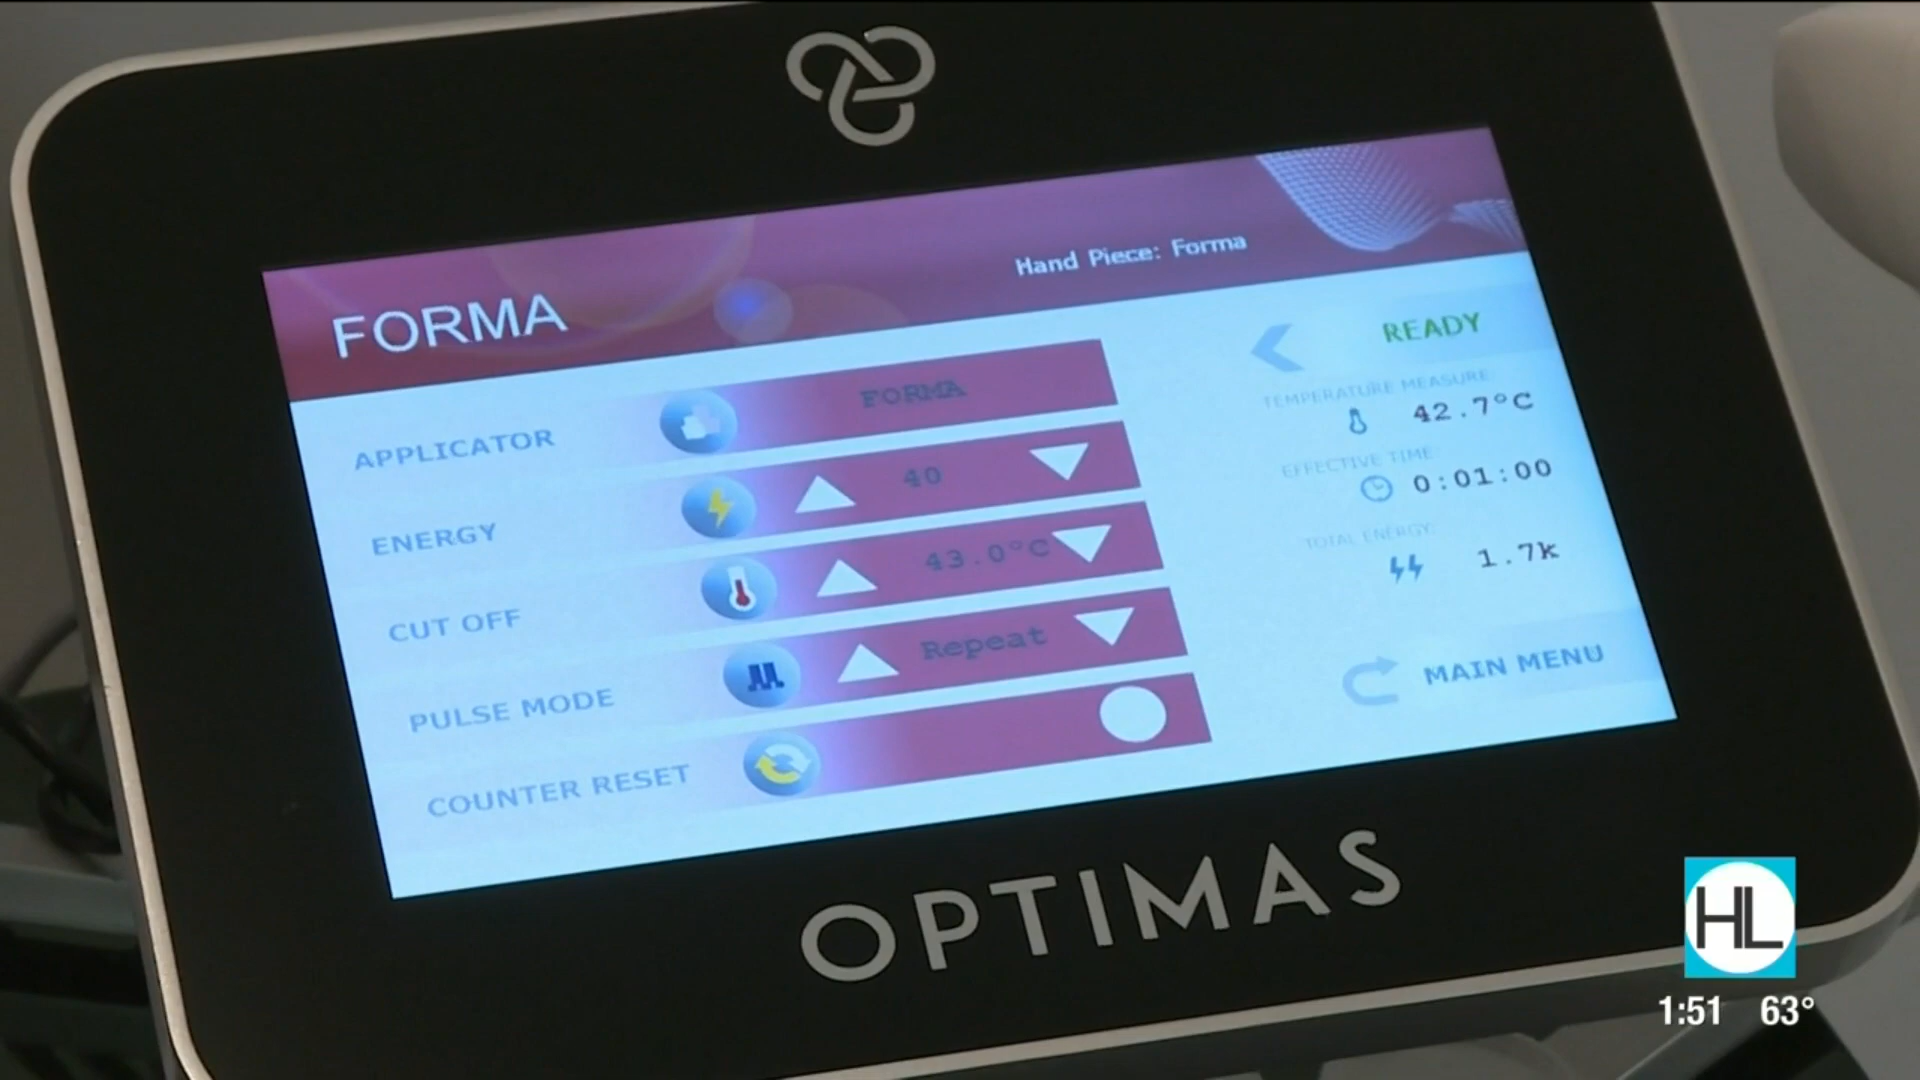 Hand Piece: Forma
FORMA
READY
APPLICATOR FORMA
TEMPERATURE MEASURE:
42.7°C
ENERGY 40
EFFECTIVE TIME:
0:01:00
CUT OFF 43.0°C
TOTAL ENERGY:
1.7k
PULSE MODE Repeat
MAIN MENU
COUNTER RESET
OPTIMAS
HL
1:51 63°